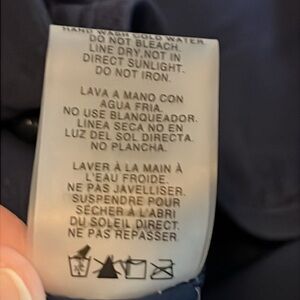 HAND WASH COLD WATER.
DO NOT BLEACH.
LINE DRY, NOT IN
DIRECT SUNLIGHT.
DO NOT IRON.
LAVA A MANO CON
AGUA FRIA.
NO USE BLANQUEADOR.
LINEA SECA NO EN
LUZ DEL SOL DIRECTA.
NO PLANCHA.
LAVER À LA MAIN À
L'EAU FROIDE.
NE PAS JAVELLISER.
SUSPENDRE POUR
SÉCHER À L'ABRI
DU SOLEIL DIRECT.
NE PAS REPASSER.